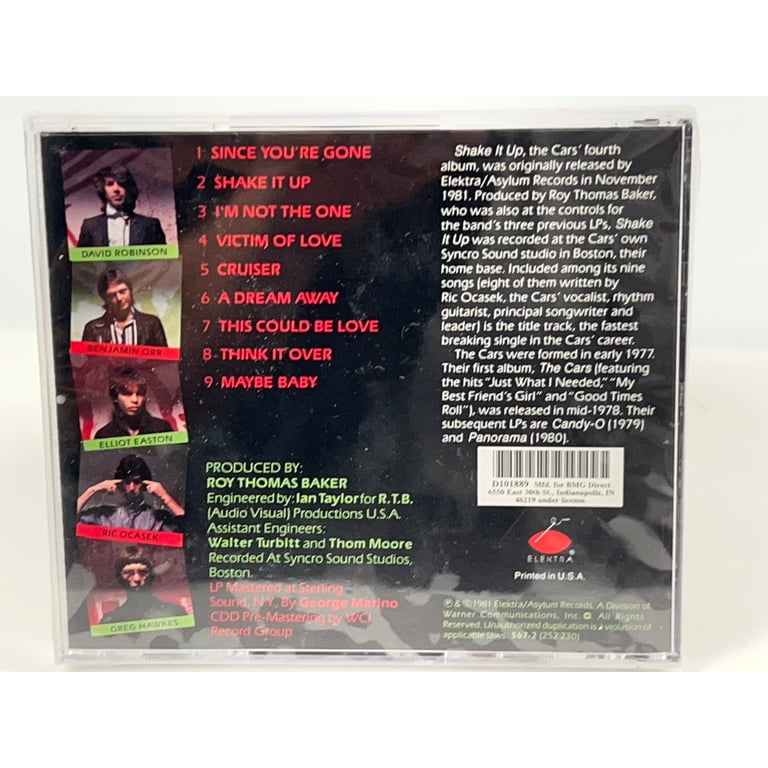 1 SINCE YOU'RE GONE
2 SHAKE IT UP
3 I'M NOT THE ONE
4 VICTIM OF LOVE
5 CRUISER
6 A DREAM AWAY
7 THIS COULD BE LOVE
8 THINK IT OVER
9 MAYBE BABY
DAVID ROBINSON
BENJAMIN ORR
ELLIOT EASTON
RIC OCASEK
GREG HAWKES
PRODUCED BY:
ROY THOMAS BAKER
Engineered by: Ian Taylor for R.T.B.
(Audio Visual) Productions U.S.A.
Assistant Engineers:
Walter Turbitt and Thom Moore
Recorded At Syncro Sound Studios,
Boston.
LP Mastered at Sterling
Sound, N.Y. By George Marino
CDD Pre-Mastering by WCI
Record Group
Shake It Up, the Cars' fourth
album, was originally released by
Elektra/Asylum Records in November
1981. Produced by Roy Thomas Baker,
who was also at the controls for
the band's three previous LPs, Shake
It Up was recorded at the Cars' own
Syncro Sound studio in Boston, their
home base. Included among its nine
songs (eight of them written by
Ric Ocasek, the Cars' vocalist, rhythm
guitarist, principal songwriter and
leader) is the title track, the fastest
breaking single in the Cars' career.
The Cars were formed in early 1977.
Their first album, The Cars (featuring
the hits "Just What I Needed," "My
Best Friend's Girl" and "Good Times
Roll"), was released in mid-1978. Their
subsequent LPs are Candy-O (1979)
and Panorama (1980).
D101889 Mfd. for BMG Direct
6550 East 30th St., Indianapolis, IN
46219 under license.
ELEKTRA®
Printed in U.S.A.
℗ & © 1981 Elektra/Asylum Records. A Division of
Warner Communications, Inc. All Rights
Reserved. Unauthorized duplication is a violation of
applicable laws. 567-2 (252 230)